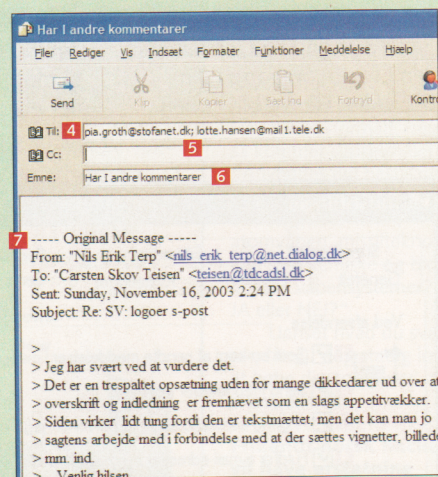 Har I andre kommentarer
Filer Rediger Vis Indsæt Formater Funktioner Meddelelse Hjælp
Send Klip Kopier Sæt ind Fortryd
Til: 4 pia.groth@stofanet.dk; lotte.hansen@mail1.tele.dk
Cc: 5
Emne: Har I andre kommentarer 6
7 ----- Original Message -----
From: "Nils Erik Terp" <nils_erik_terp@net.dialog.dk>
To: "Carsten Skov Teisen" <teisen@tdcadsl.dk>
Sent: Sunday, November 16, 2003 2:24 PM
Subject: Re: SV: logoer s-post
>
> Jeg har svært ved at vurdere det.
> Det er en trespaltet opsætning uden for mange dikkedarer ud over at
> overskrift og indledning er fremhævet som en slags appetitvækker.
> Siden virker lidt tung fordi den er tekstmættet, men det kan man jo
> sagtens arbejde med i forbindelse med at der sættes vignetter,
> mm. ind.
> Venlig hilsen